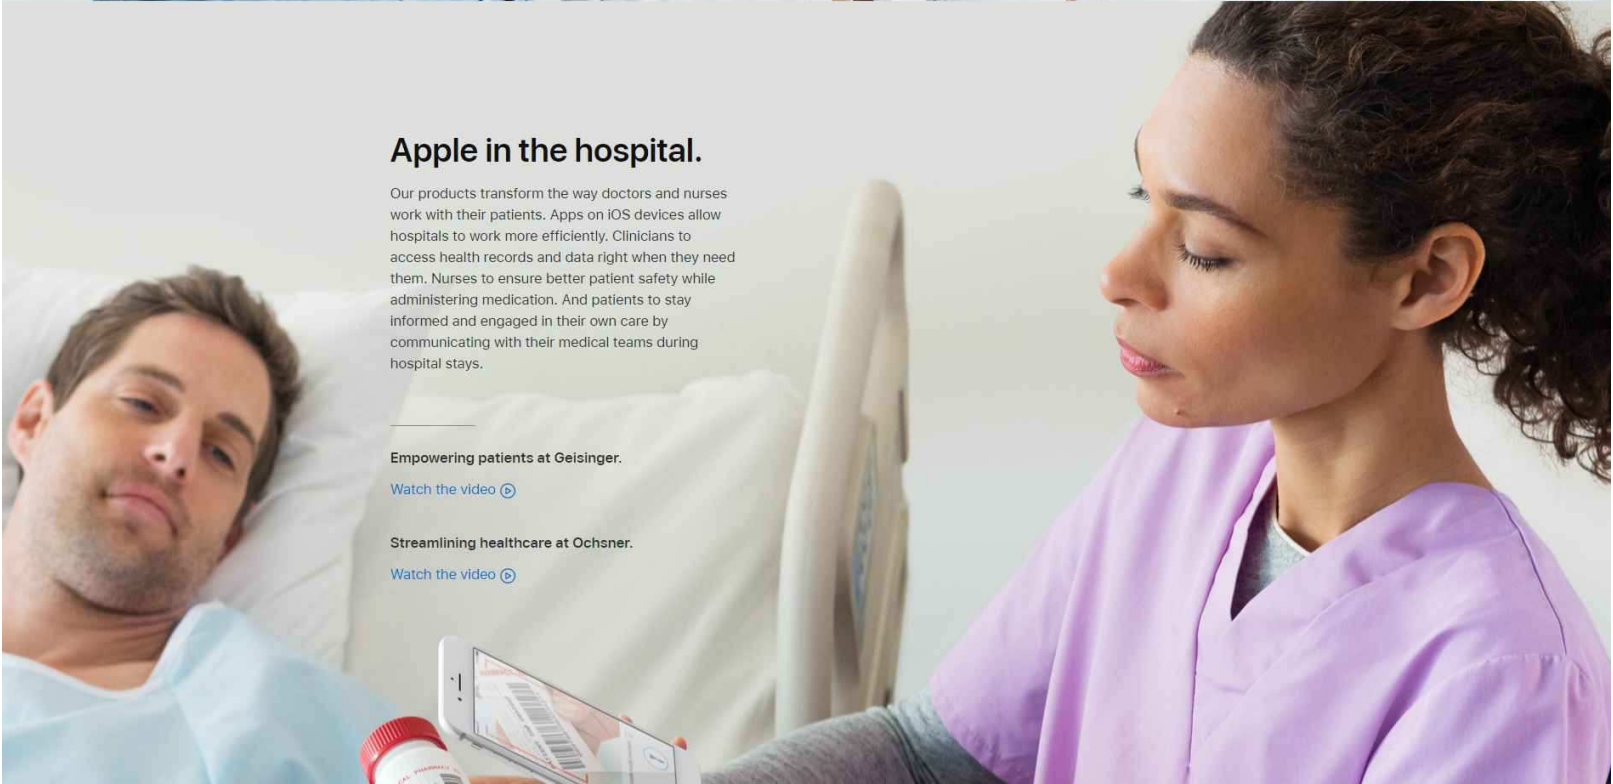 Apple in the hospital.
Our products transform the way doctors and nurses
work with their patients. Apps on iOS devices allow
hospitals to work more efficiently. Clinicians to
access health records and data right when they need
them. Nurses to ensure better patient safety while
administering medication. And patients to stay
informed and engaged in their own care by
communicating with their medical teams during
hospital stays.
Empowering patients at Geisinger.
Watch the video
Streamlining healthcare at Ochsner.
Watch the video